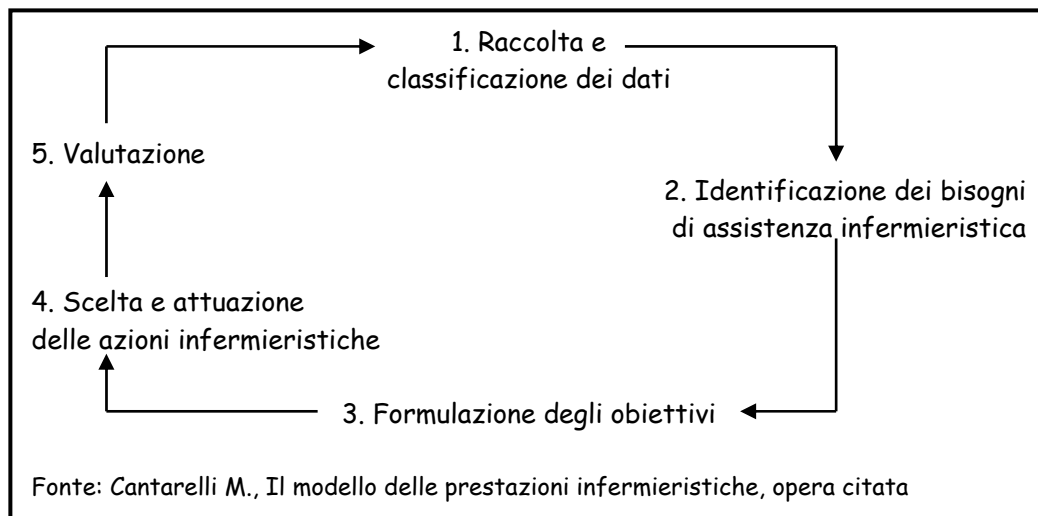 1. Raccolta e
classificazione dei dati
2. Identificazione dei bisogni
di assistenza infermieristica
3. Formulazione degli obiettivi
4. Scelta e attuazione
delle azioni infermieristiche
5. Valutazione
Fonte: Cantarelli M., Il modello delle prestazioni infermieristiche, opera citata